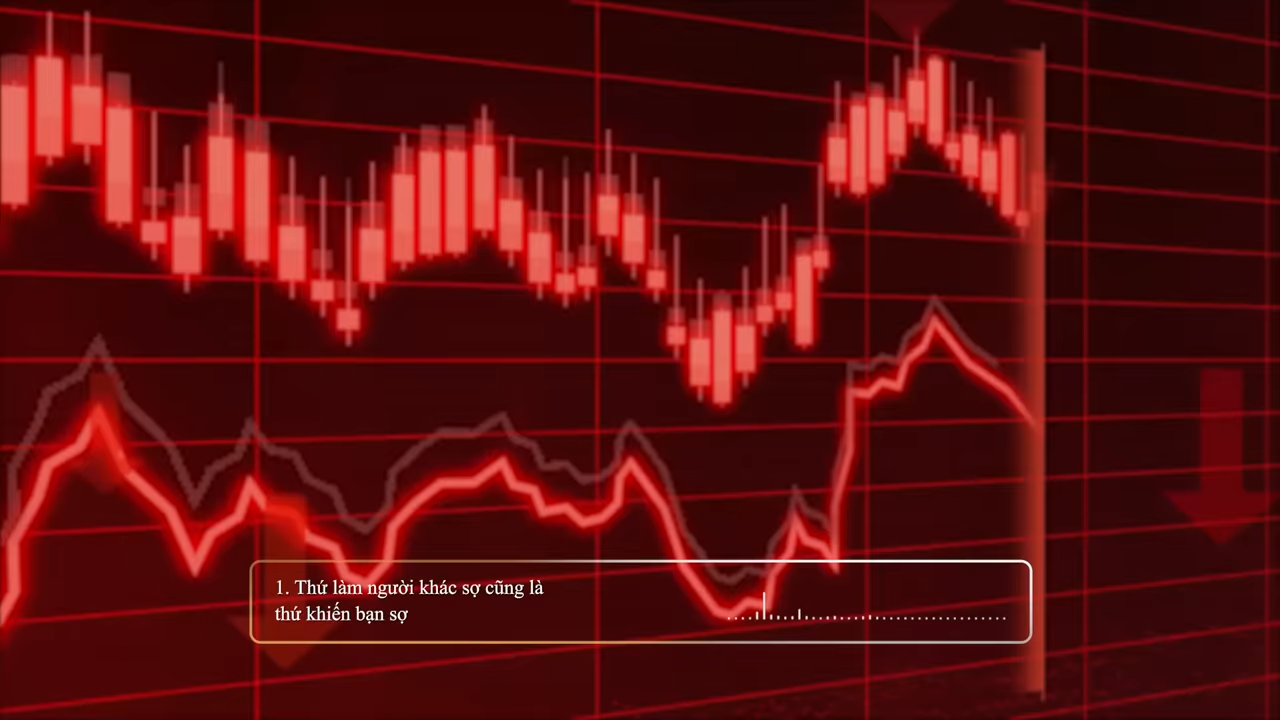 1. Thứ làm người khác sợ cũng là
thứ khiến bạn sợ